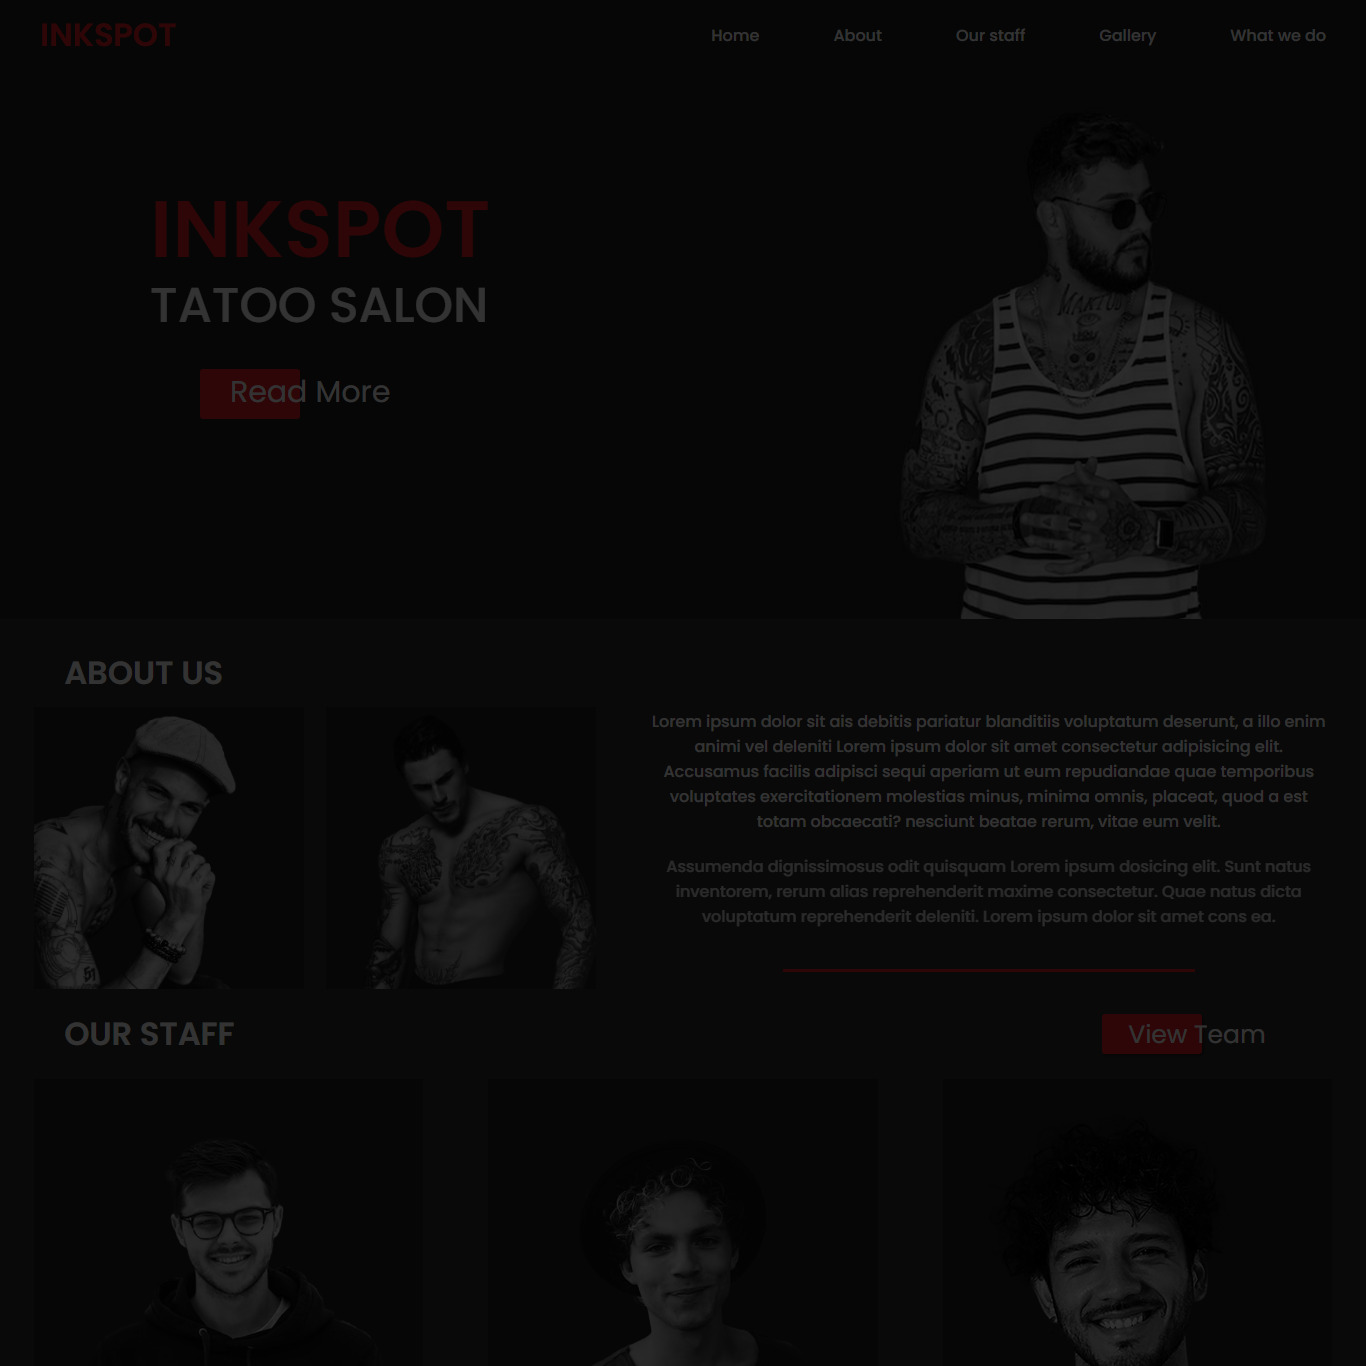 INKSPOT
Home
About
Our staff
Gallery
What we do
INKSPOT
TATOO SALON
Read More
ABOUT US
Lorem ipsum dolor sit ais debitis pariatur blanditiis voluptatum deserunt, a illo enim
animi vel deleniti Lorem ipsum dolor sit amet consectetur adipisicing elit.
Accusamus facilis adipisci sequi aperiam ut eum repudiandae quae temporibus
voluptates exercitationem molestias minus, minima omnis, placeat, quod a est
totam obcaecati? nesciunt beatae rerum, vitae eum velit.
Assumenda dignissimosus odit quisquam Lorem ipsum dosicing elit. Sunt natus
inventorem, rerum alias reprehenderit maxime consectetur. Quae natus dicta
voluptatum reprehenderit deleniti. Lorem ipsum dolor sit amet cons ea.
51
OUR STAFF
View Team